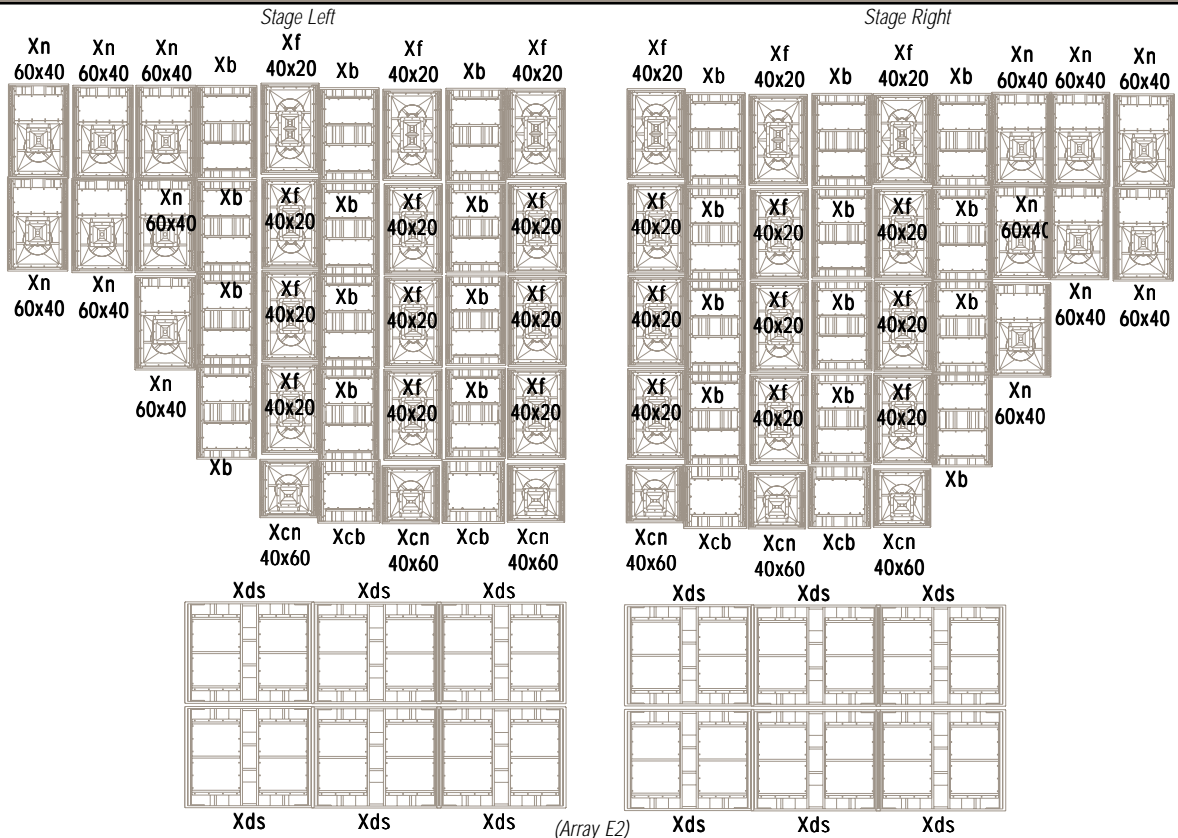 Stage Left Stage Right
Xn Xn Xn Xb Xf Xb Xf Xb Xf Xf Xb Xf Xb Xf Xb Xn Xn Xn
60x40 60x40 60x40 40x20 40x20 40x20 40x20 40x20 40x20 60x40 60x40 60x40
Xn Xb Xf Xb Xf Xb Xf Xf Xb Xf Xb Xf Xb Xn
60x40 40x20 40x20 40x20 40x20 40x20 40x20 60x40
Xn Xn Xb Xf Xb Xf Xb Xf Xf Xb Xf Xb Xf Xb Xn Xn
60x40 60x40 40x20 40x20 40x20 40x20 40x20 40x20 60x40 60x40
Xn Xf Xb Xf Xb Xf Xf Xb Xf Xb Xf Xn
60x40 40x20 40x20 40x20 40x20 40x20 40x20 60x40
Xb Xb
Xcn Xcb Xcn Xcb Xcn Xcn Xcb Xcn Xcb Xcn
40x60 40x60 40x60 40x60 40x60 40x60
Xds Xds Xds Xds Xds Xds
Xds Xds Xds Xds Xds Xds
(Array E2)